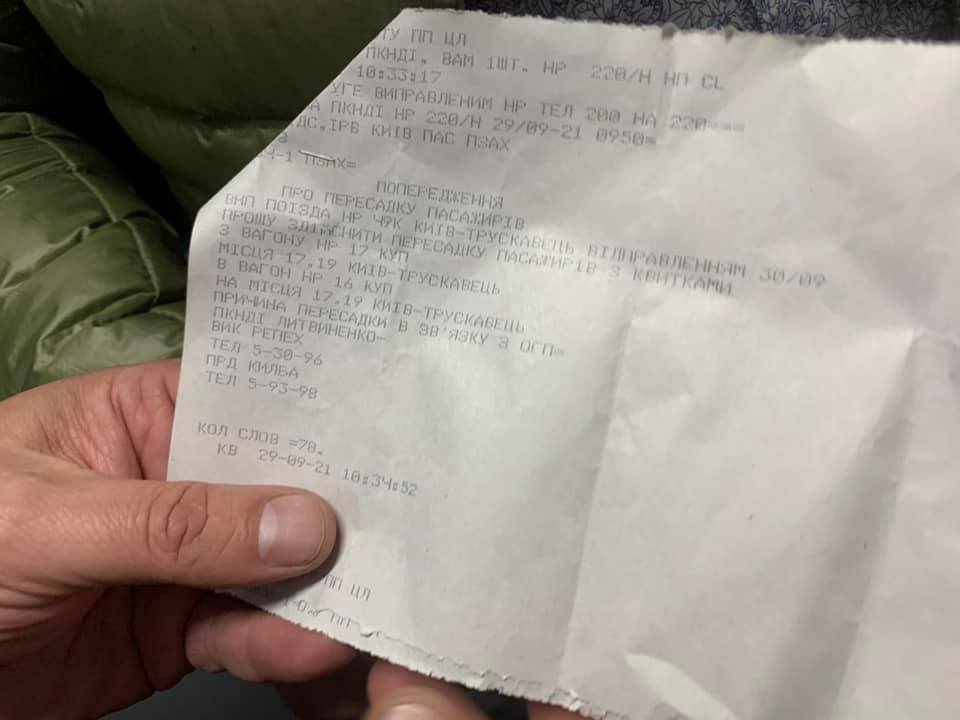 ТУ ПП ЦЛ
ПКНДІ. ВАМ 1ШТ. НР 220/Н НП CL
10:33:17
УГЕ ВИПРАВЛЕНИМ НР ТЕЛ 200 НА 220===
ПКНДІ НР 220/Н 29/09-21 0950=
ДС.ІРВ КИЇВ ПАС ПЗАХ
Ч-1 ПЗАХ=
ПОПЕРЕДЖЕННЯ
ПРО ПЕРЕСАДКУ ПАСАЖИРІВ
ВНП ПОЇЗДА НР 49К КИЇВ-ТРУСКАВЕЦЬ ВІДПРАВЛЕННЯМ 30/09
ПРОШУ ЗДІЙСНИТИ ПЕРЕСАДКУ ПАСАЖИРІВ З КВИТКАМИ
З ВАГОНУ НР 17 КУП
МІСЦЯ 17,19 КИЇВ-ТРУСКАВЕЦЬ
В ВАГОН НР 16 КУП
НА МІСЦЯ 17,19 КИЇВ-ТРУСКАВЕЦЬ
ПРИЧИНА ПЕРЕСАДКИ В ЗВ'ЯЗКУ З ОГП=
ПКНДІ ЛИТВИНЕНКО-
ВИК РЕПЕХ
ТЕЛ 5-30-96
ПРД КИЛБА
ТЕЛ 5-93-98
КОЛ СЛОВ =70.
КВ 29-09-21 10:34:52
ПП ЦЛ